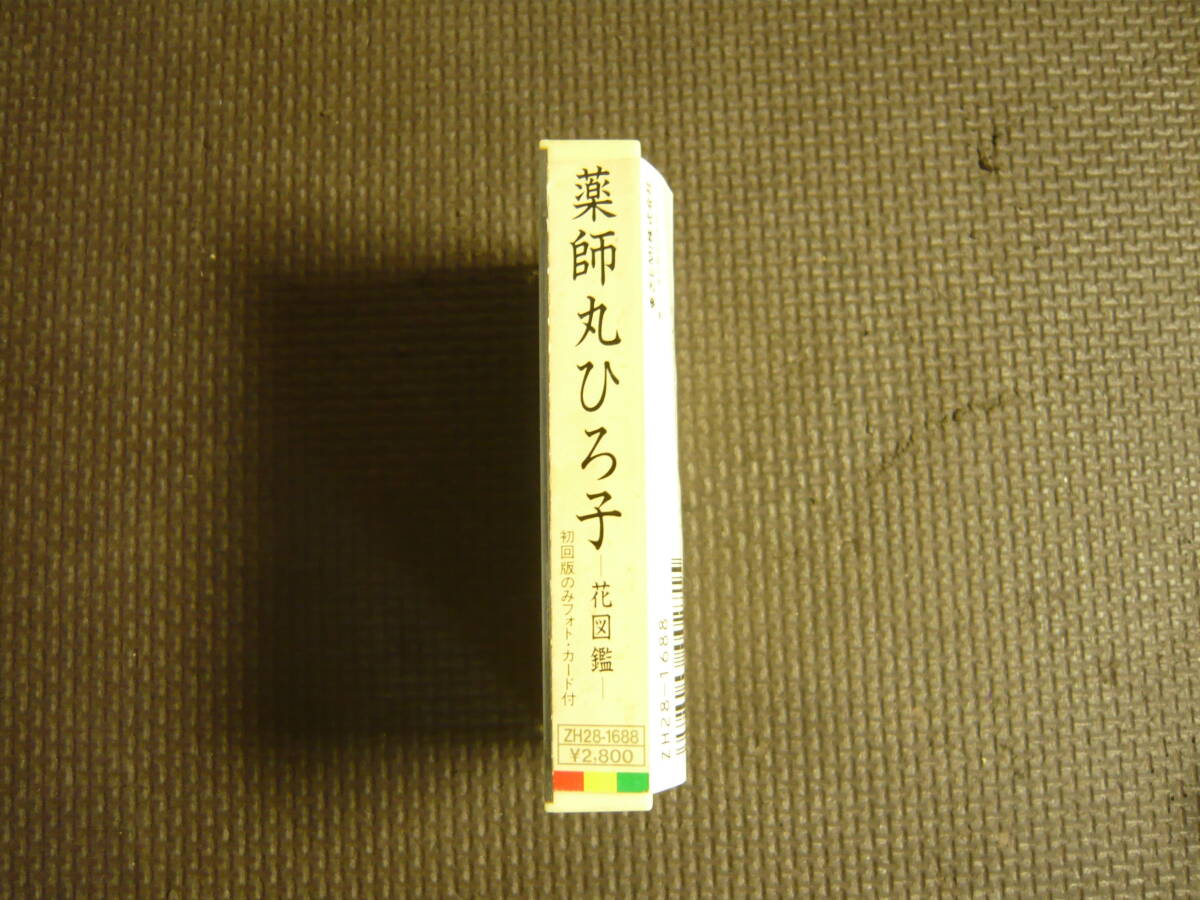 薬師丸ひろ子
―花図鑑―
初回版のみフォト・カード付
ZH28-1688
¥2,800
ZH28-1688